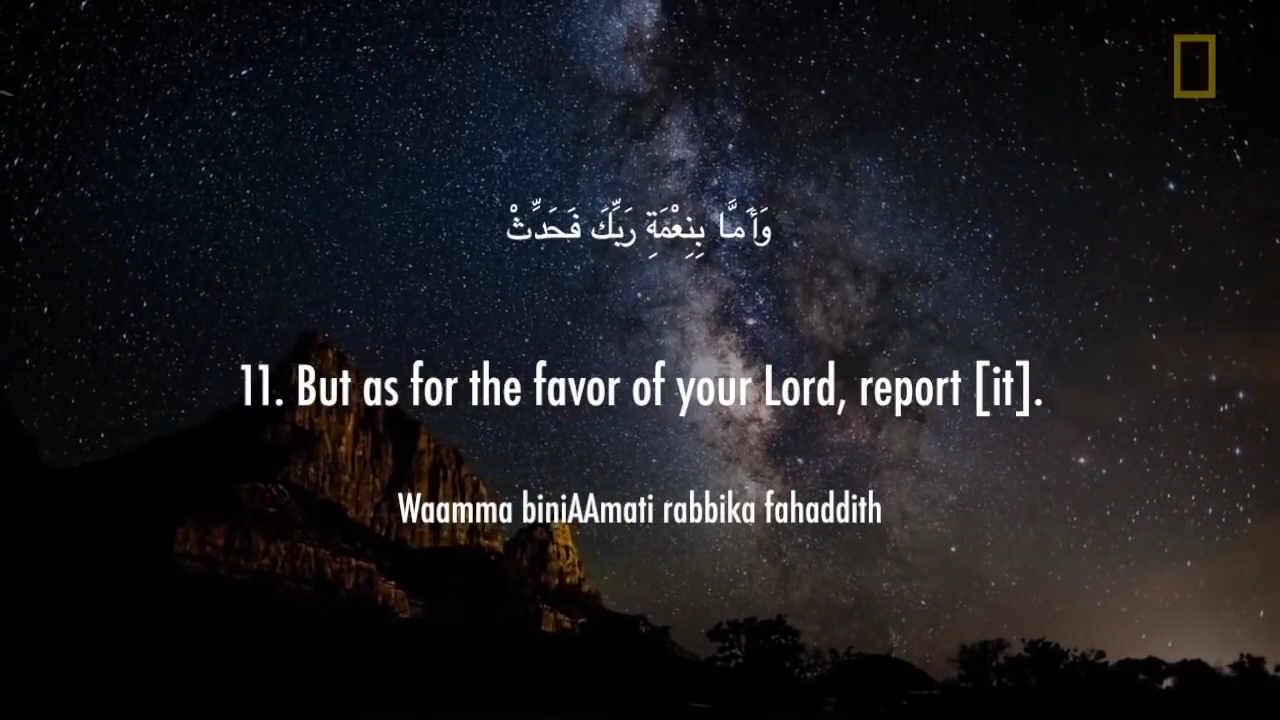 وَأَمَّا بِنِعْمَةِ رَبِّكَ فَحَدِّثْ
11. But as for the favor of your Lord, report [it].
Waamma biniAAmati rabbika fahaddith